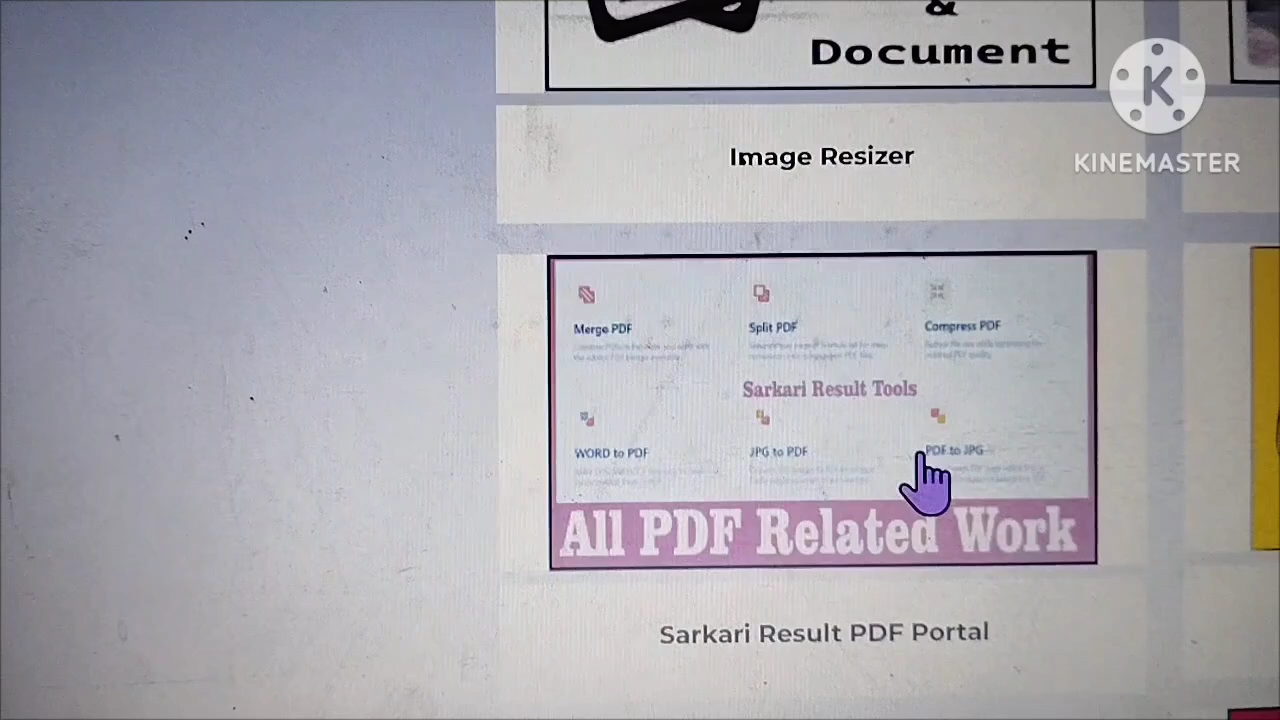 &
Document
K
KINEMASTER
Image Resizer
Merge PDF
Split PDF
Compress PDF
Sarkari Result Tools
WORD to PDF
JPG to PDF
PDF to JPG
All PDF Related Work
Sarkari Result PDF Portal